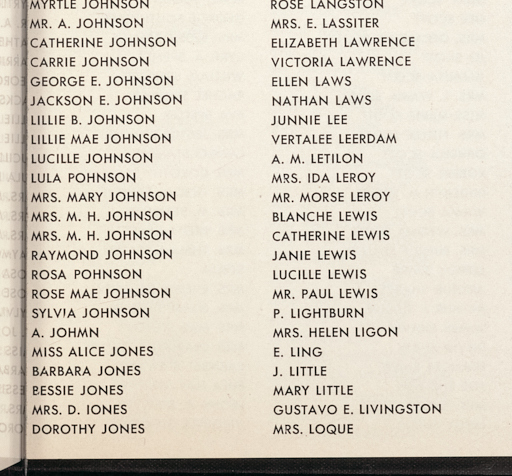 MYRTLE JOHNSON
MR. A. JOHNSON
CATHERINE JOHNSON
CARRIE JOHNSON
GEORGE E. JOHNSON
JACKSON E. JOHNSON
LILLIE B. JOHNSON
LILLIE MAE JOHNSON
LUCILLE JOHNSON
LULA POHNSON
MRS. MARY JOHNSON
MRS. M. H. JOHNSON
MRS. M. H. JOHNSON
RAYMOND JOHNSON
ROSA POHNSON
ROSE MAE JOHNSON
SYLVIA JOHNSON
A. JOHMN
MISS ALICE JONES
BARBARA JONES
BESSIE JONES
MRS. D. IONES
DOROTHY JONES
ROSE LANGSTON
MRS. E. LASSITER
ELIZABETH LAWRENCE
VICTORIA LAWRENCE
ELLEN LAWS
NATHAN LAWS
JUNNIE LEE
VERTALEE LEERDAM
A. M. LETILON
MRS. IDA LEROY
MR. MORSE LEROY
BLANCHE LEWIS
CATHERINE LEWIS
JANIE LEWIS
LUCILLE LEWIS
MR. PAUL LEWIS
P. LIGHTBURN
MRS. HELEN LIGON
E. LING
J. LITTLE
MARY LITTLE
GUSTAVO E. LIVINGSTON
MRS. LOQUE